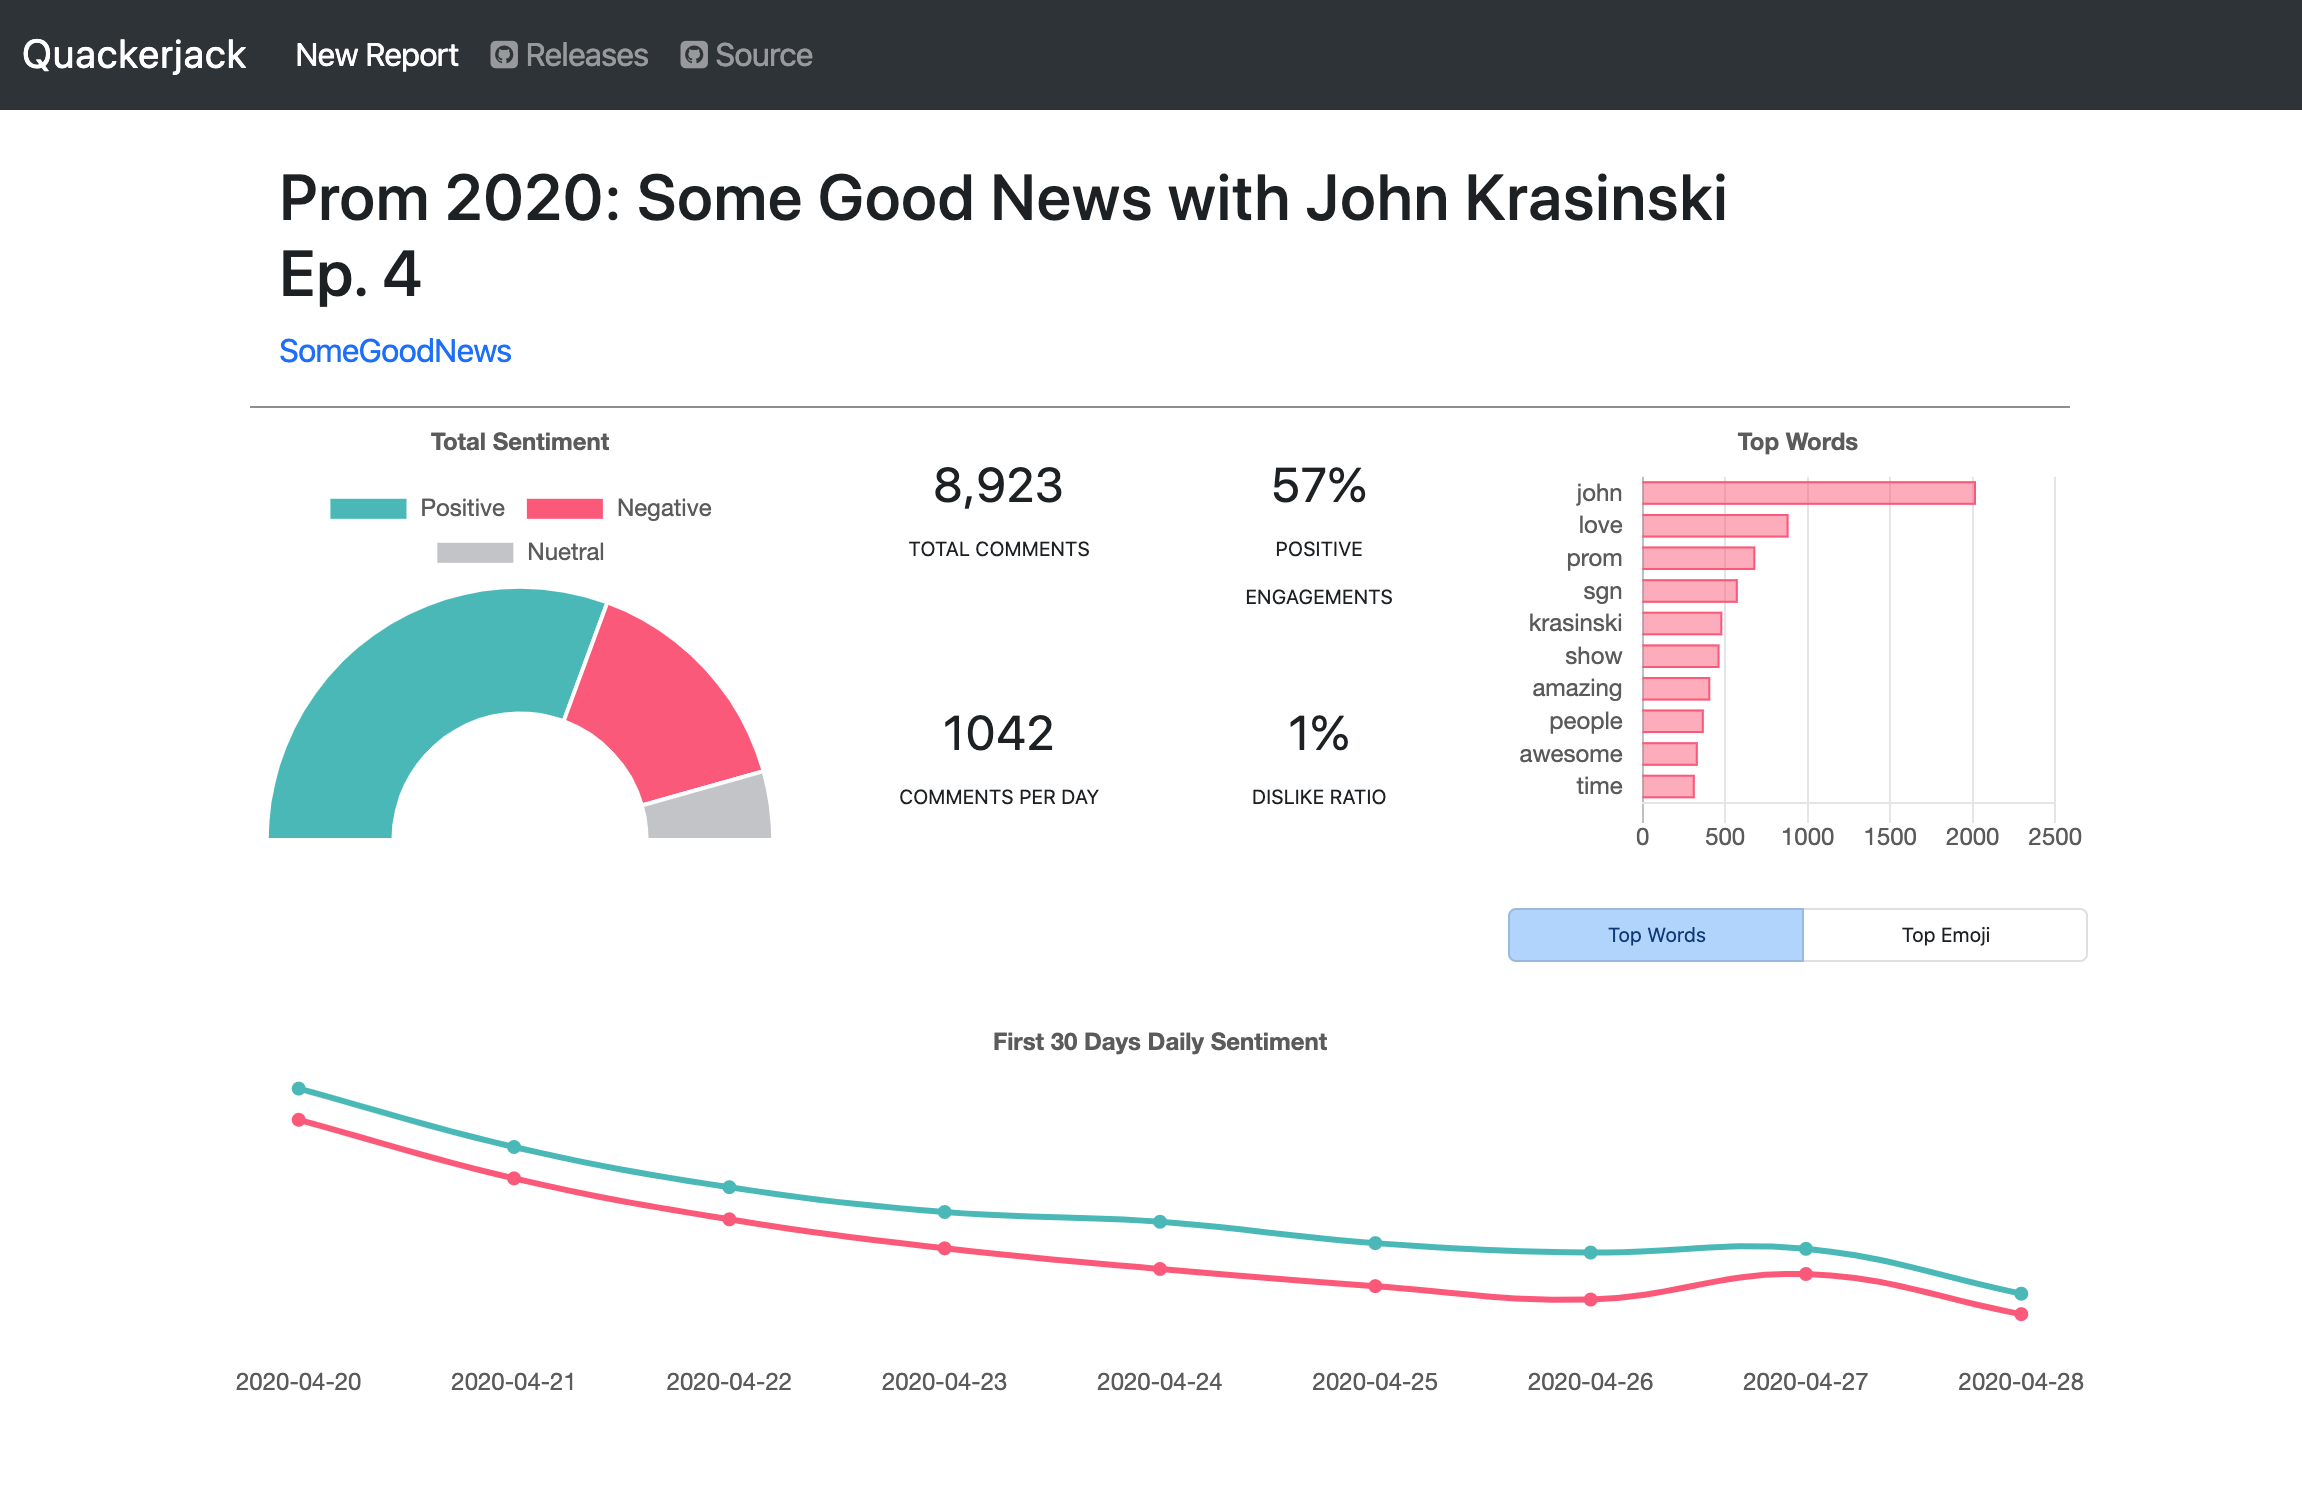 Quackerjack New Report Releases Source
Prom 2020: Some Good News with John Krasinski
Ep. 4
SomeGoodNews
Total Sentiment
Positive Negative
Nuetral
8,923
TOTAL COMMENTS
57%
POSITIVE
ENGAGEMENTS
1042
COMMENTS PER DAY
1%
DISLIKE RATIO
Top Words
john
love
prom
sgn
krasinski
show
amazing
people
awesome
time
0 500 1000 1500 2000 2500
Top Words Top Emoji
First 30 Days Daily Sentiment
2020-04-20 2020-04-21 2020-04-22 2020-04-23 2020-04-24 2020-04-25 2020-04-26 2020-04-27 2020-04-28